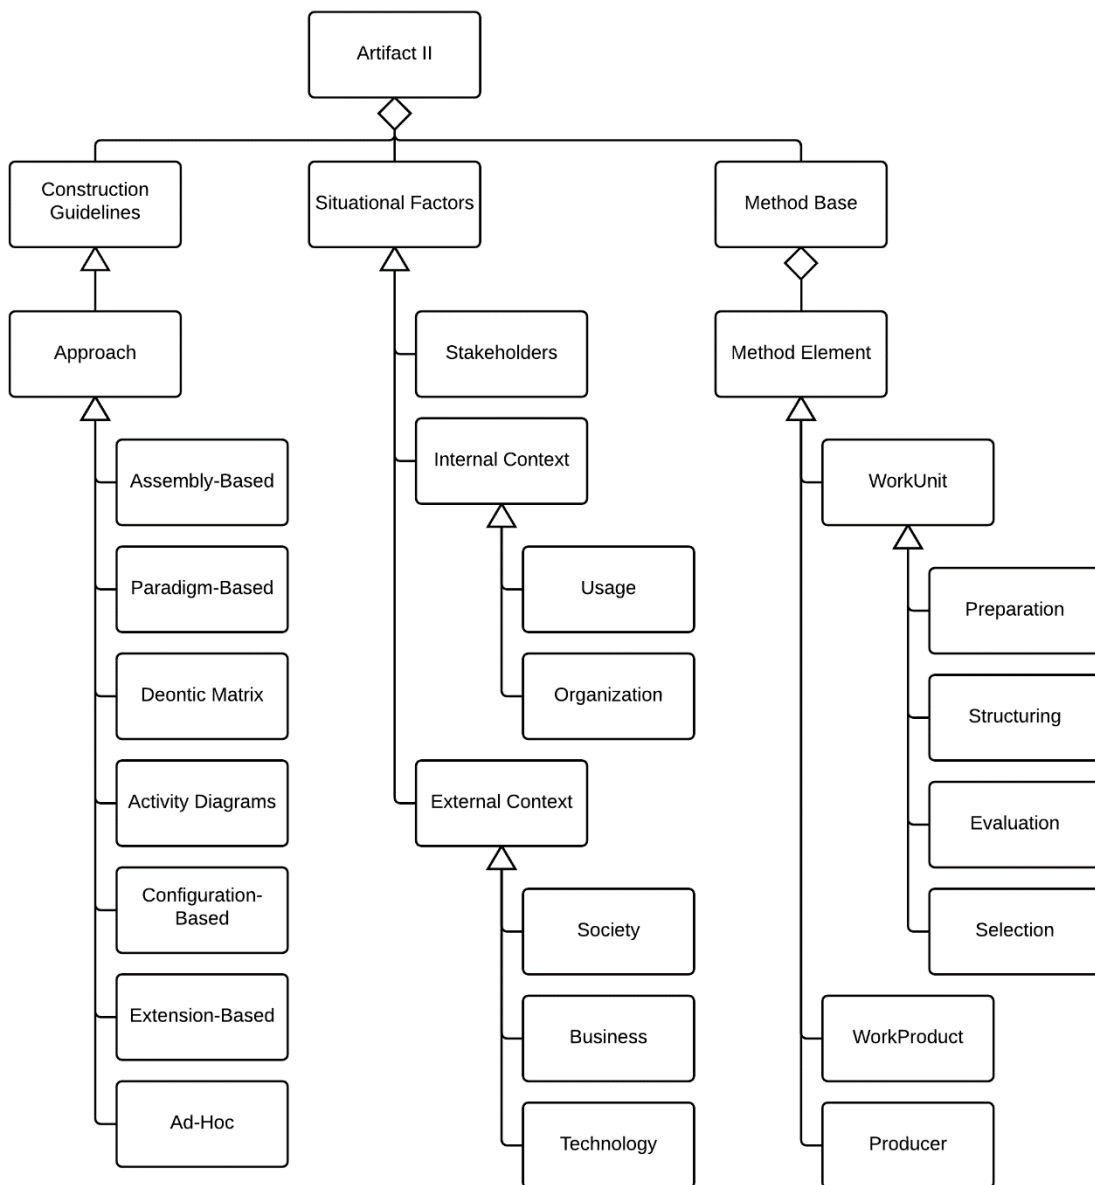 Artifact II
Construction
Guidelines
Situational Factors
Method Base
Approach
Stakeholders
Method Element
Internal Context
Assembly-Based
WorkUnit
Paradigm-Based
Usage
Preparation
Deontic Matrix
Organization
Structuring
Activity Diagrams
External Context
Evaluation
Configuration-
Based
Society
Selection
Extension-Based
Business
WorkProduct
Ad-Hoc
Technology
Producer